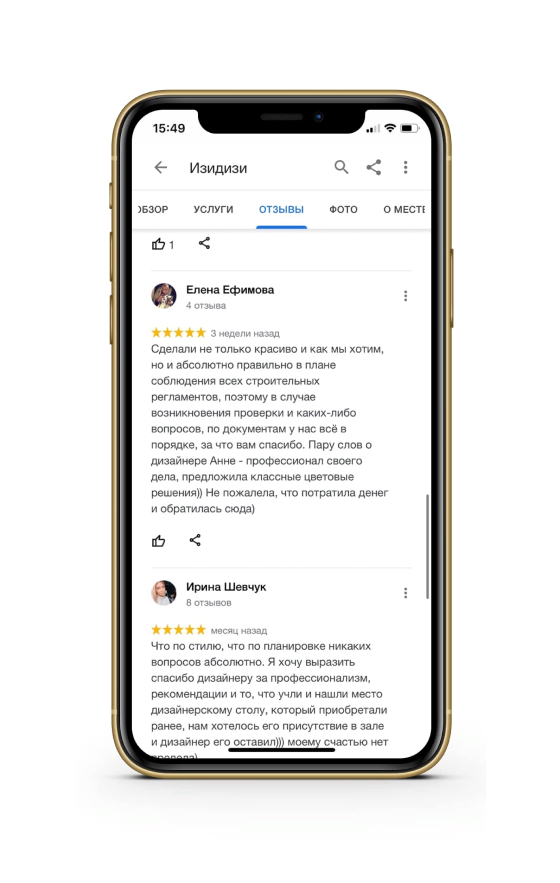 15:49
Изидизи
ОБЗОР УСЛУГИ ОТЗЫВЫ ФОТО О МЕСТЕ
1
Елена Ефимова
4 отзыва
3 недели назад
Сделали не только красиво и как мы хотим,
но и абсолютно правильно в плане
соблюдения всех строительных
регламентов, поэтому в случае
возникновения проверки и каких-либо
вопросов, по документам у нас всё в
порядке, за что вам спасибо. Пару слов о
дизайнере Анне - профессионал своего
дела, предложила классные цветовые
решения)) Не пожалела, что потратила денег
и обратилась сюда)
Ирина Шевчук
8 отзывов
месяц назад
Что по стилю, что по планировке никаких
вопросов абсолютно. Я хочу выразить
спасибо дизайнеру за профессионализм,
рекомендации и то, что учли и нашли место
дизайнерскому столу, который приобретали
ранее, нам хотелось его присутствие в зале
и дизайнер его оставил))) моему счастью нет
предела)